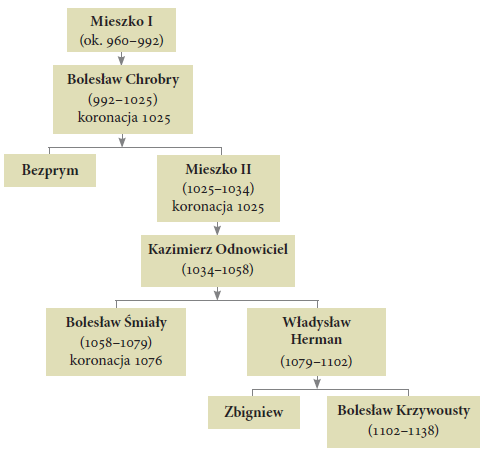 Mieszko I
(ok. 960–992)
Bolesław Chrobry
(992–1025)
koronacja 1025
Bezprym
Mieszko II
(1025–1034)
koronacja 1025
Kazimierz Odnowiciel
(1034–1058)
Bolesław Śmiały
(1058–1079)
koronacja 1076
Władysław
Herman
(1079–1102)
Zbigniew
Bolesław Krzywousty
(1102–1138)